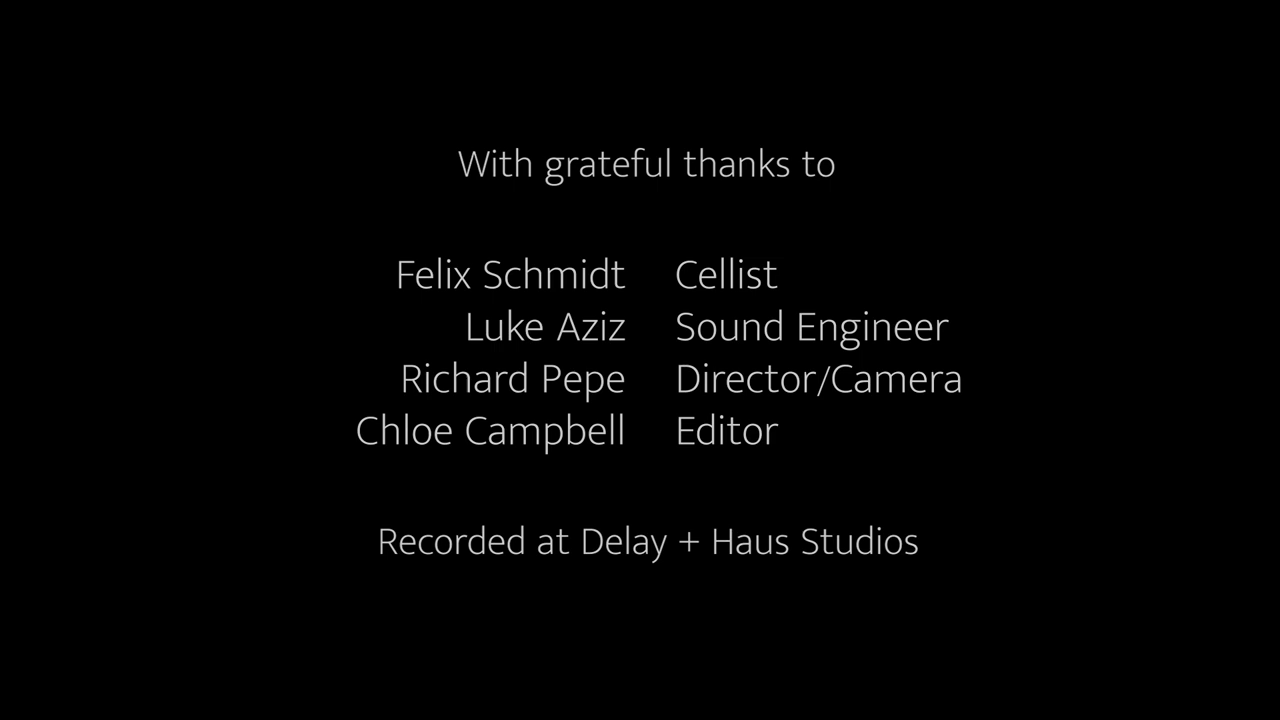 With grateful thanks to
Felix Schmidt Cellist
Luke Aziz Sound Engineer
Richard Pepe Director/Camera
Chloe Campbell Editor
Recorded at Delay + Haus Studios